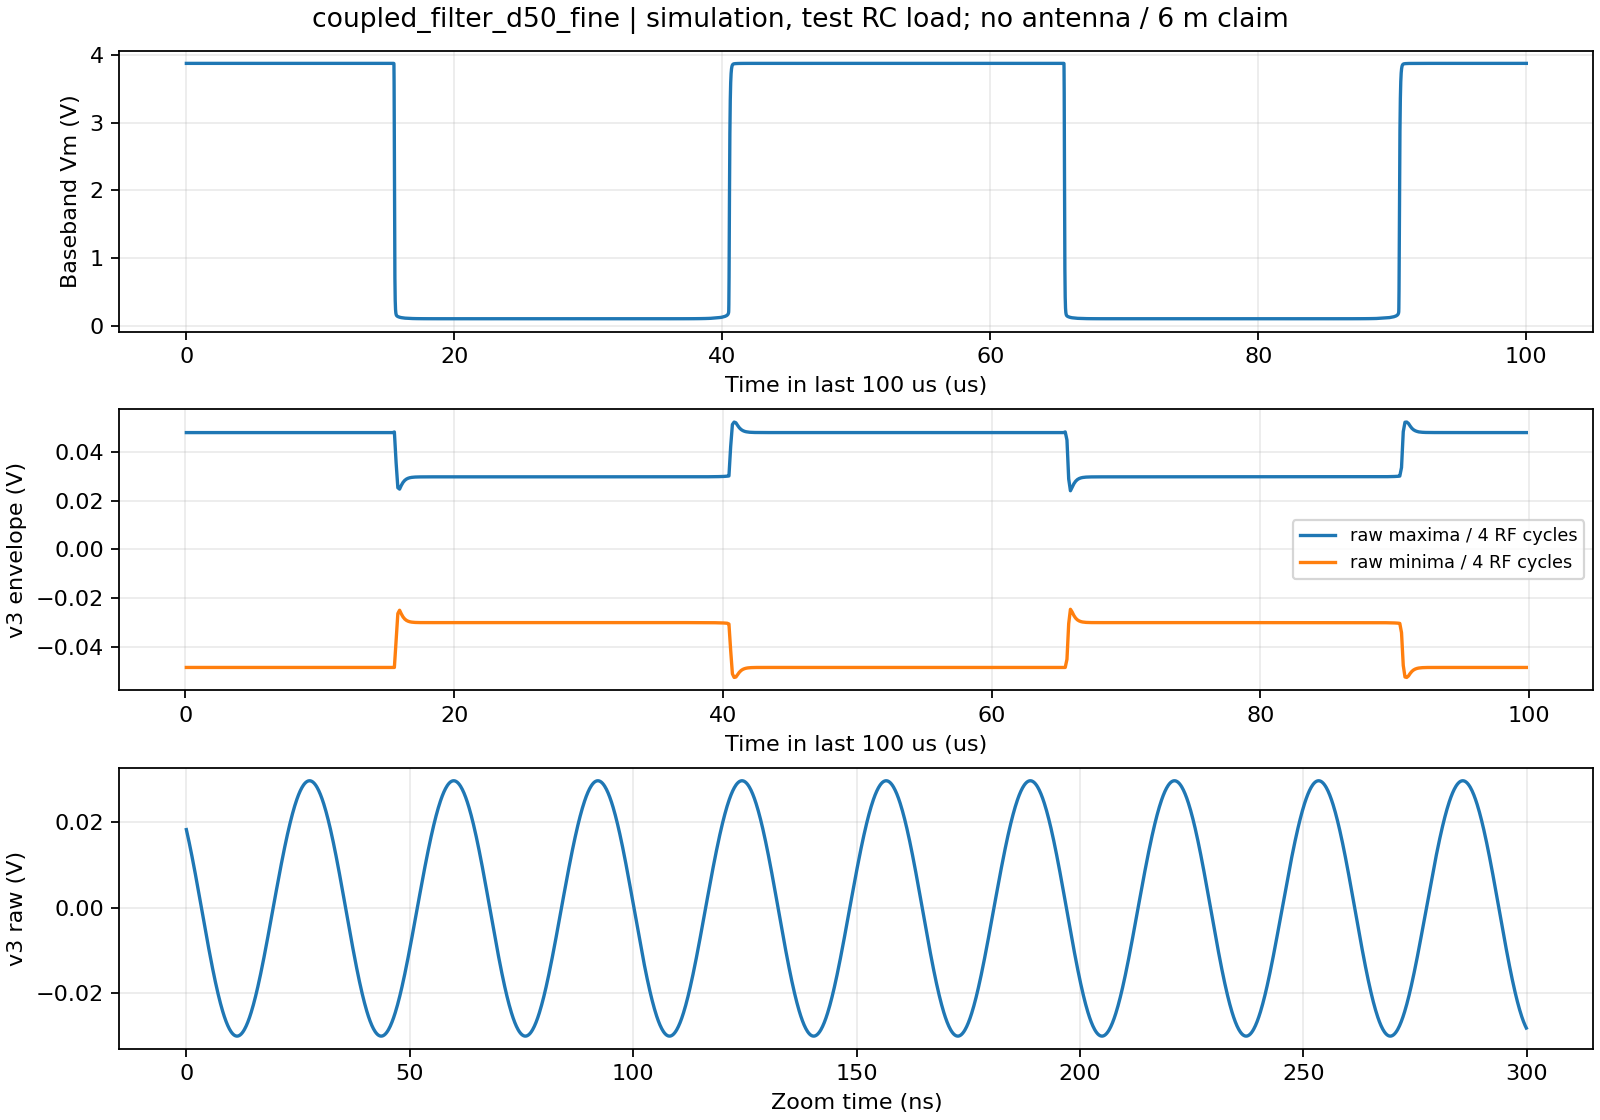 coupled_filter_d50_fine | simulation, test RC load; no antenna / 6 m claim
Baseband Vm (V)
4
3
2
1
0
0 20 40 60 80 100
Time in last 100 us (us)
v3 envelope (V)
0.04
0.02
0.00
−0.02
−0.04
raw maxima / 4 RF cycles
raw minima / 4 RF cycles
0 20 40 60 80 100
Time in last 100 us (us)
v3 raw (V)
0.02
0.00
−0.02
0 50 100 150 200 250 300
Zoom time (ns)